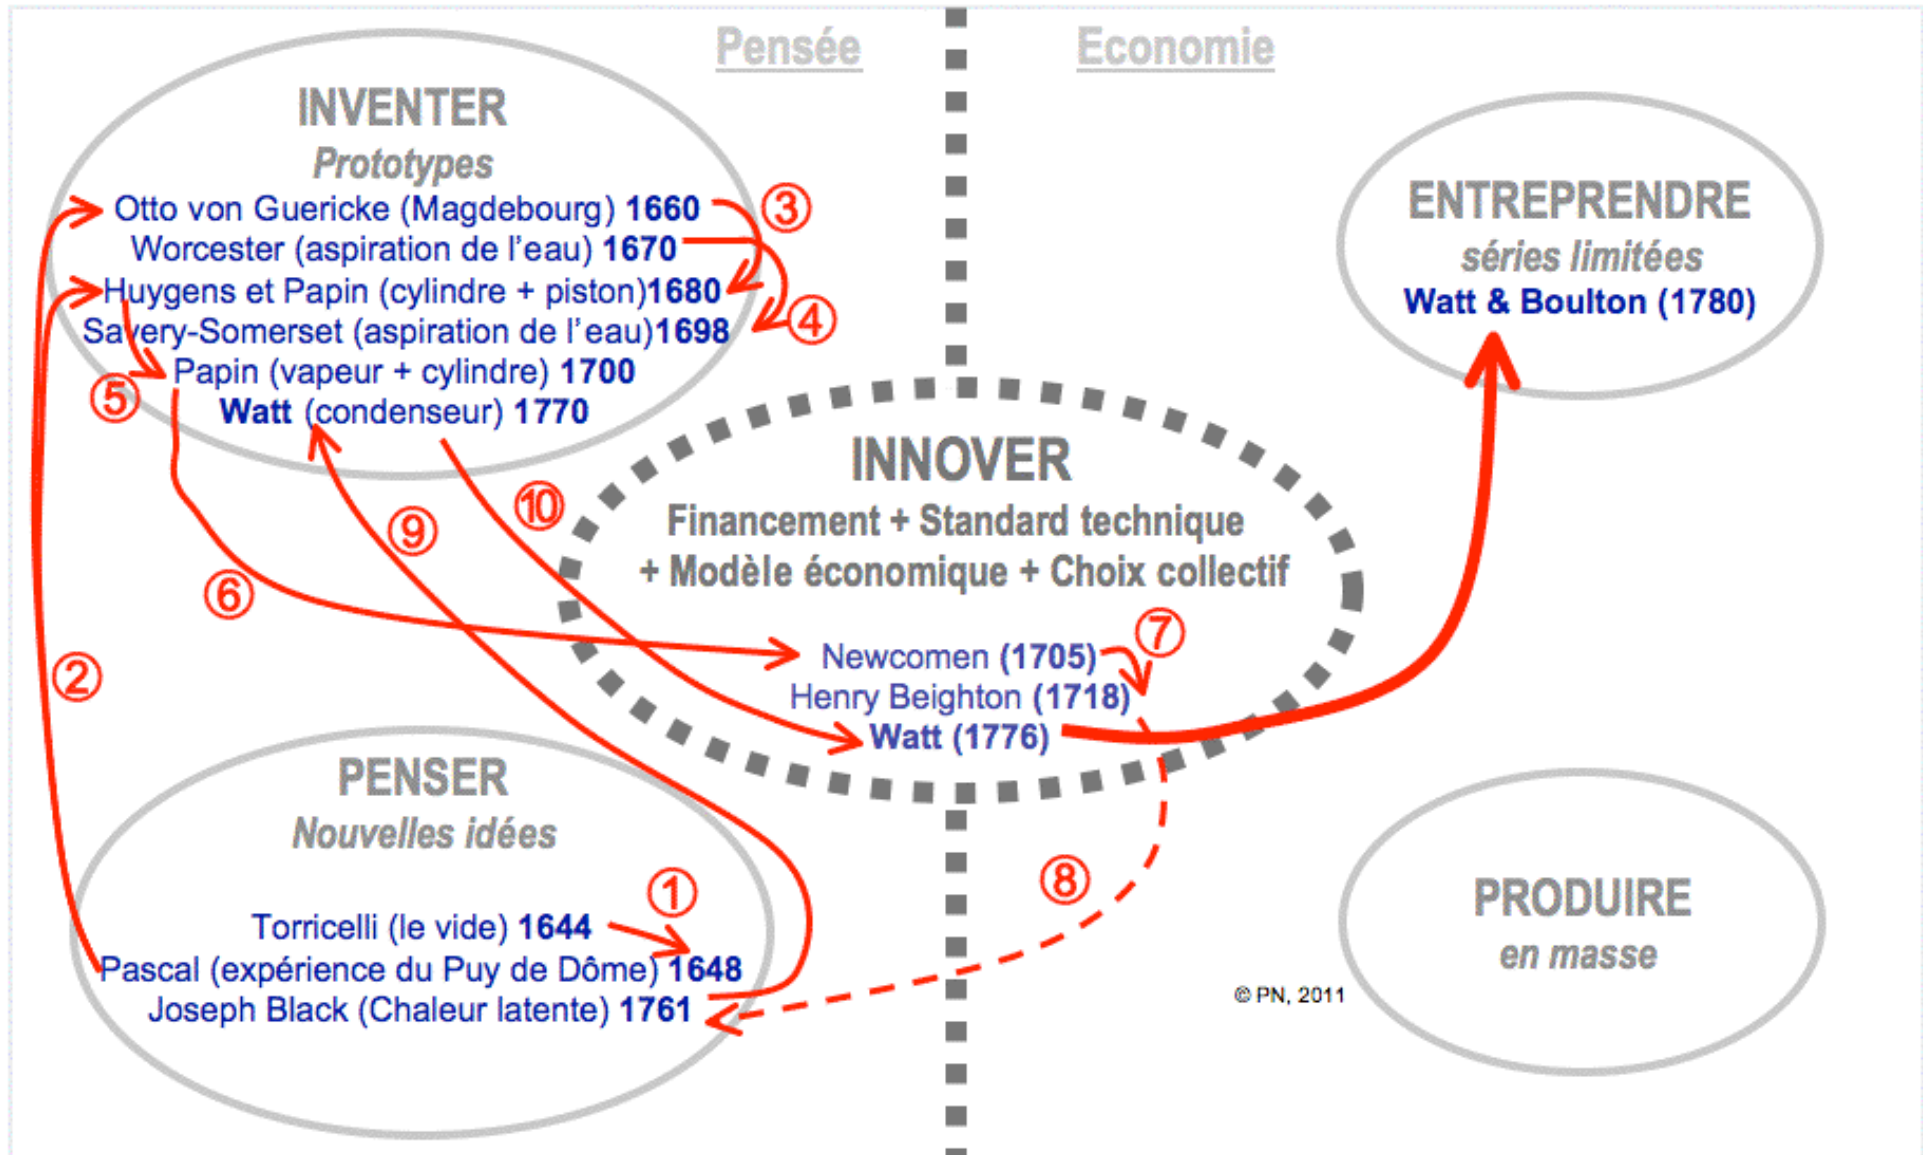 Pensée
Economie
INVENTER
Prototypes
Otto von Guericke (Magdebourg) 1660
Worcester (aspiration de l'eau) 1670
Huygens et Papin (cylindre + piston)1680
Savery-Somerset (aspiration de l'eau)1698
Papin (vapeur + cylindre) 1700
Watt (condenseur) 1770
③
④
⑤
ENTREPRENDRE
séries limitées
Watt & Boulton (1780)
INNOVER
Financement + Standard technique
+ Modèle économique + Choix collectif
Newcomen (1705)
Henry Beighton (1718)
Watt (1776)
⑩
⑨
⑥
⑦
②
PENSER
Nouvelles idées
①
Torricelli (le vide) 1644
Pascal (expérience du Puy de Dôme) 1648
Joseph Black (Chaleur latente) 1761
⑧
PRODUIRE
en masse
© PN, 2011